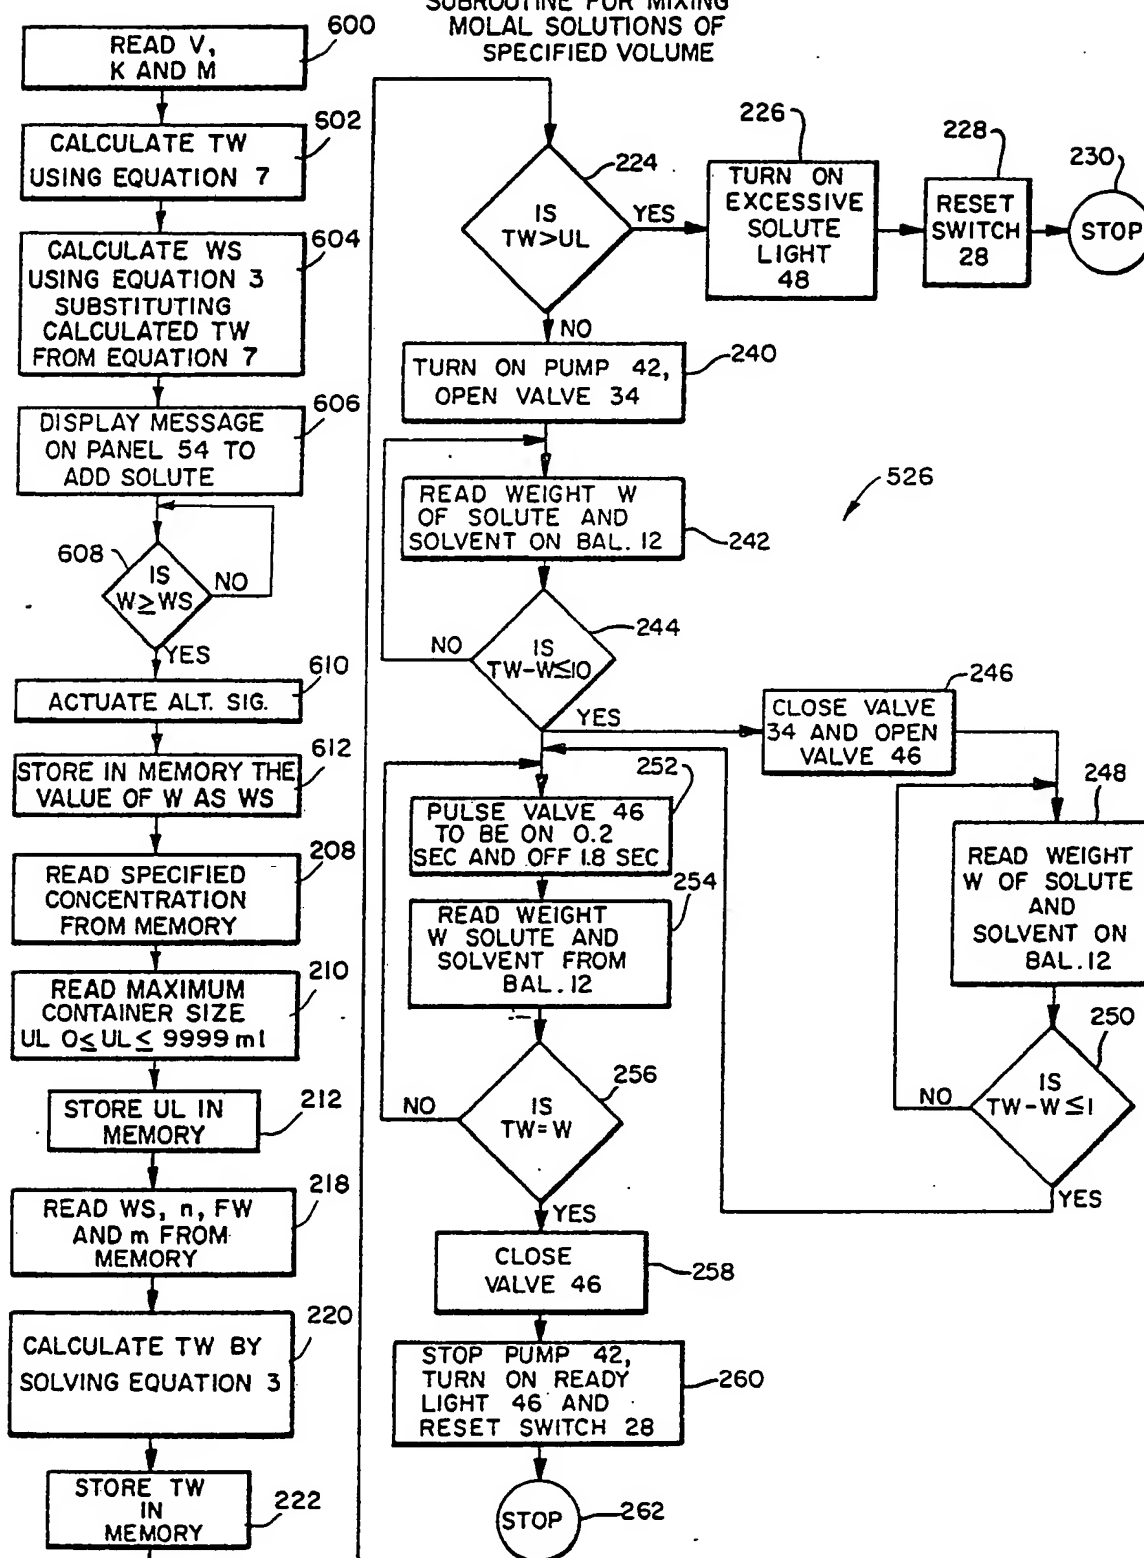 SUBROUTINE FOR MIXING
MOLAL SOLUTIONS OF
SPECIFIED VOLUME
READ V,
K AND M
600
CALCULATE TW
USING EQUATION 7
602
CALCULATE WS
USING EQUATION 3
SUBSTITUTING
CALCULATED TW
FROM EQUATION 7
604
DISPLAY MESSAGE
ON PANEL 54 TO
ADD SOLUTE
606
608
IS
W≥WS
NO
YES
ACTUATE ALT. SIG.
610
STORE IN MEMORY THE
VALUE OF W AS WS
612
READ SPECIFIED
CONCENTRATION
FROM MEMORY
208
READ MAXIMUM
CONTAINER SIZE
UL 0≤UL≤ 9999 ml
210
STORE UL IN
MEMORY
212
READ WS, n, FW
AND m FROM
MEMORY
218
CALCULATE TW BY
SOLVING EQUATION 3
220
STORE TW
IN
MEMORY
222
IS
TW>UL
224
YES
NO
TURN ON
EXCESSIVE
SOLUTE
LIGHT
48
226
RESET
SWITCH
28
228
STOP
230
TURN ON PUMP 42,
OPEN VALVE 34
240
READ WEIGHT W
OF SOLUTE AND
SOLVENT ON BAL. 12
242
526
IS
TW-W≤10
244
NO
YES
CLOSE VALVE
34 AND OPEN
VALVE 46
246
READ WEIGHT
W OF SOLUTE
AND
SOLVENT ON
BAL. 12
248
IS
TW-W≤1
250
NO
YES
PULSE VALVE 46
TO BE ON 0.2
SEC AND OFF 1.8 SEC
252
READ WEIGHT
W SOLUTE AND
SOLVENT FROM
BAL. 12
254
IS
TW=W
256
NO
YES
CLOSE
VALVE 46
258
STOP PUMP 42,
TURN ON READY
LIGHT 46 AND
RESET SWITCH 28
260
STOP
262